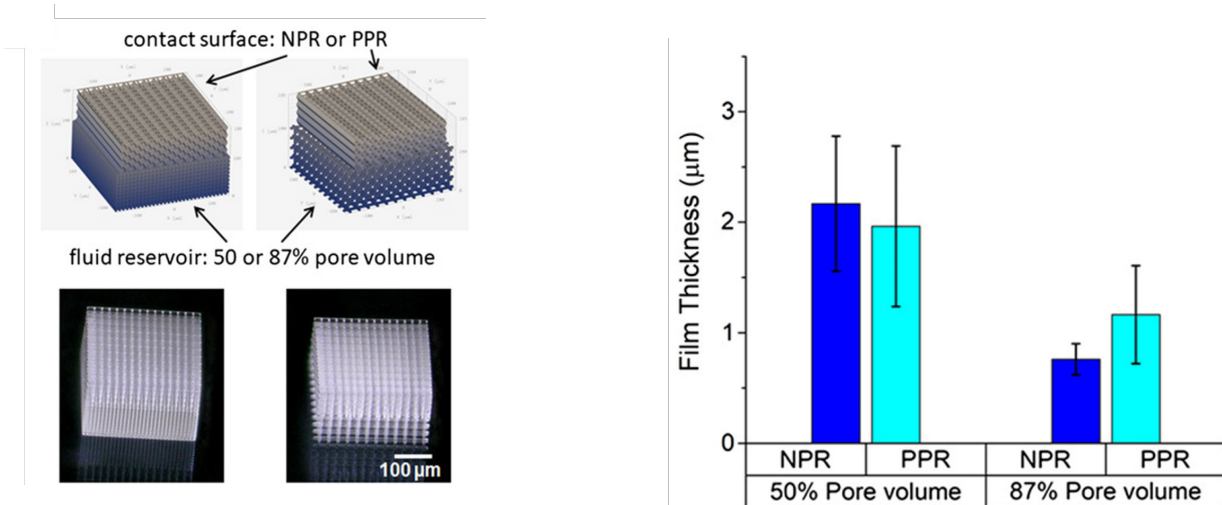 contact surface: NPR or PPR
fluid reservoir: 50 or 87% pore volume
100 μm
Film Thickness (μm)
3
2
1
0
NPR
PPR
NPR
PPR
50% Pore volume
87% Pore volume